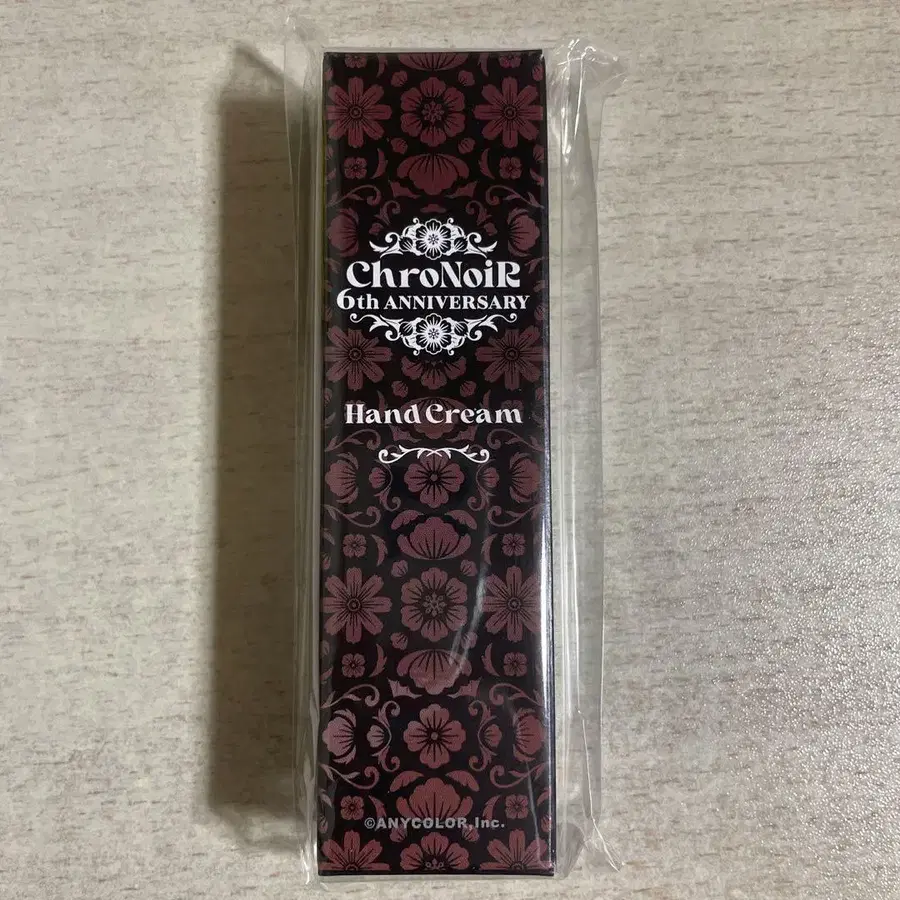 ChroNoiR
6th ANNIVERSARY
Hand Cream
©ANYCOLOR,Inc.